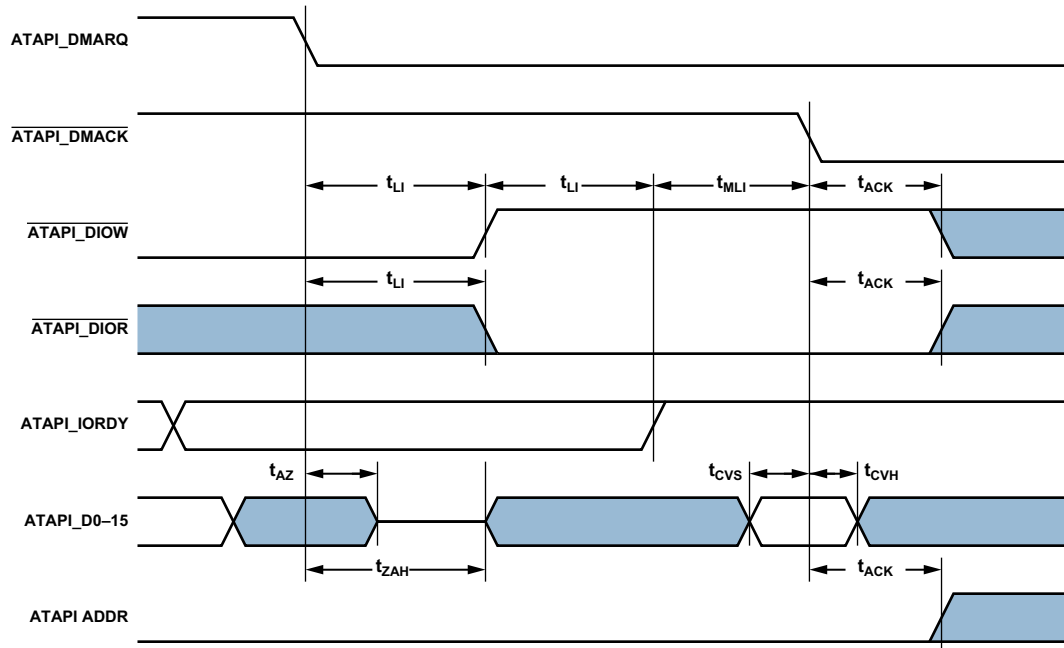 ATAPI_DMARQ
ATAPI_DMACK
tLI tLI tMLI tACK
ATAPI_DIOW
tLI tACK
ATAPI_DIOR
ATAPI_IORDY
tAZ tCVS tCVH
ATAPI_D0–15
tZAH tACK
ATAPI ADDR